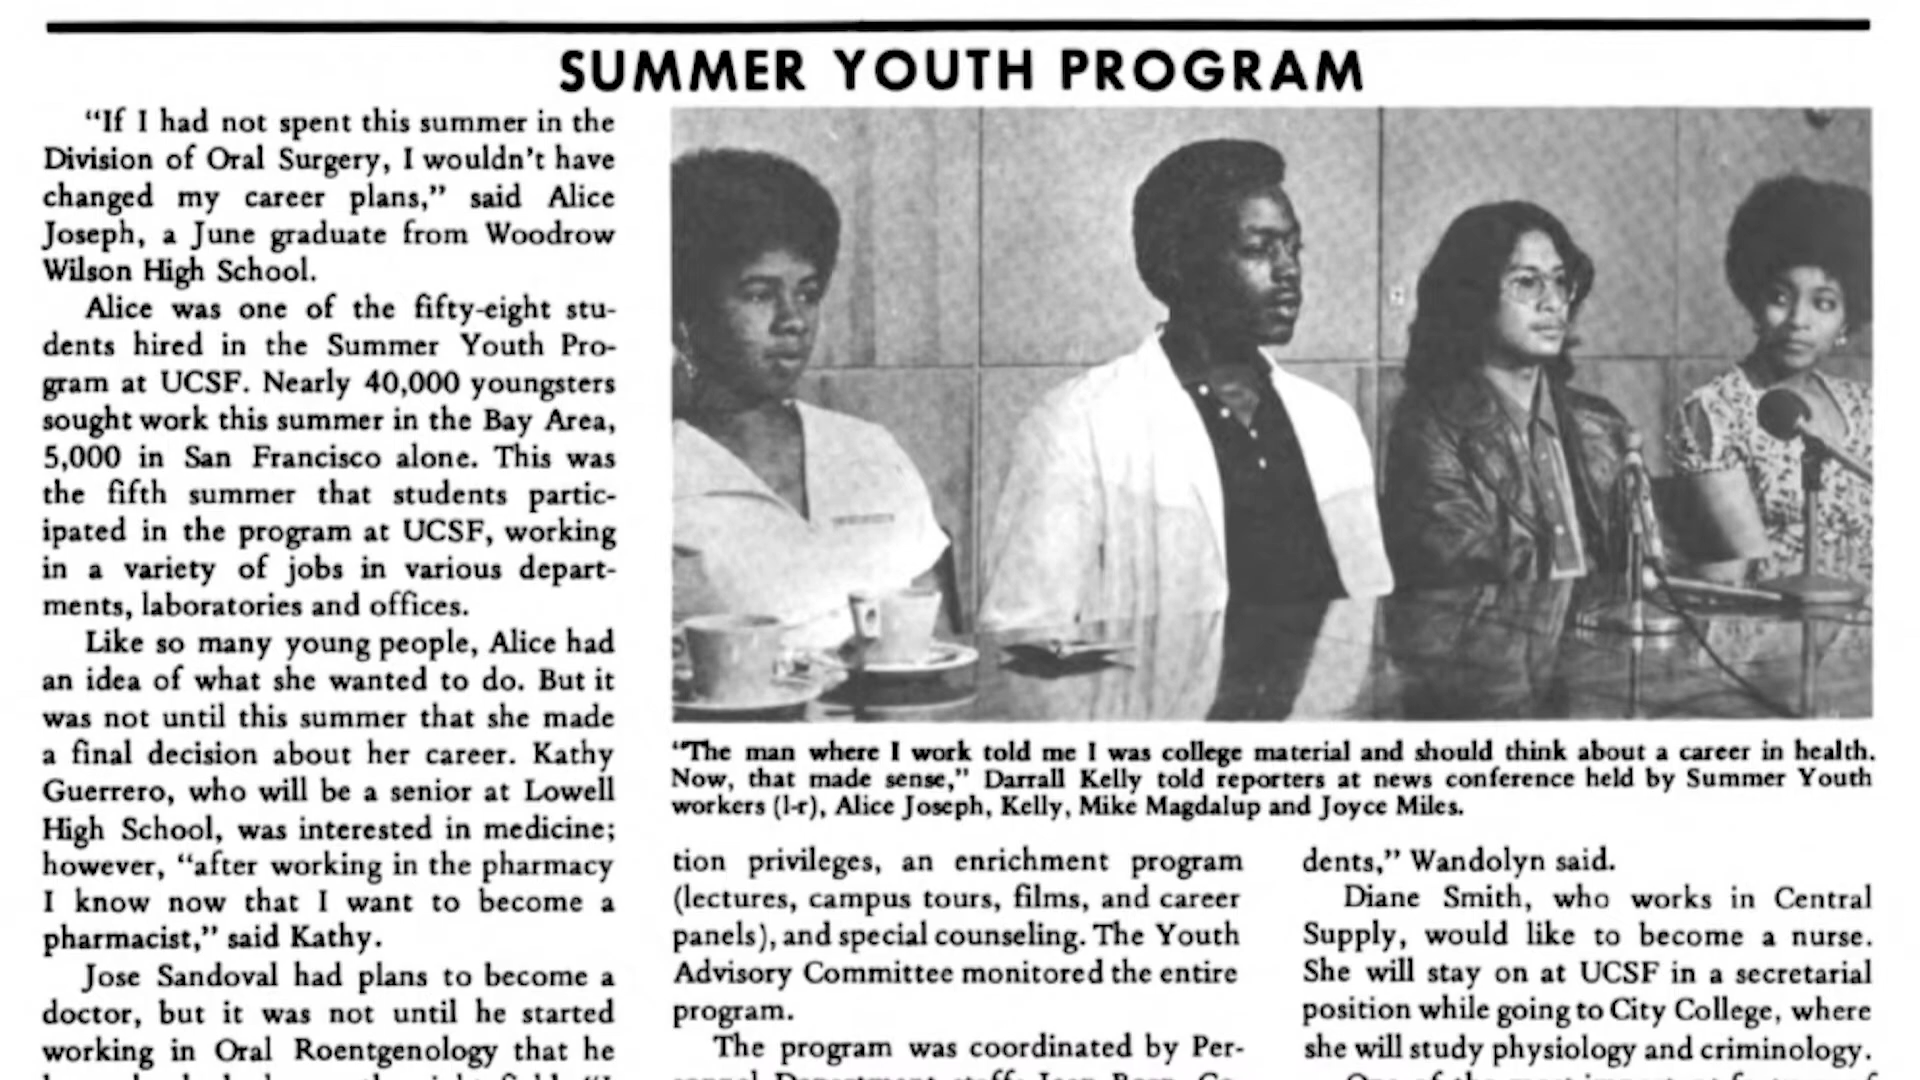 SUMMER YOUTH PROGRAM
"If I had not spent this summer in the
Division of Oral Surgery, I wouldn't have
changed my career plans," said Alice
Joseph, a June graduate from Woodrow
Wilson High School.
Alice was one of the fifty-eight stu-
dents hired in the Summer Youth Pro-
gram at UCSF. Nearly 40,000 youngsters
sought work this summer in the Bay Area,
5,000 in San Francisco alone. This was
the fifth summer that students partic-
ipated in the program at UCSF, working
in a variety of jobs in various depart-
ments, laboratories and offices.
Like so many young people, Alice had
an idea of what she wanted to do. But it
was not until this summer that she made
a final decision about her career. Kathy
Guerrero, who will be a senior at Lowell
High School, was interested in medicine;
however, "after working in the pharmacy
I know now that I want to become a
pharmacist," said Kathy.
Jose Sandoval had plans to become a
doctor, but it was not until he started
working in Oral Roentgenology that he
"The man where I work told me I was college material and should think about a career in health.
Now, that made sense," Darrall Kelly told reporters at news conference held by Summer Youth
workers (l-r), Alice Joseph, Kelly, Mike Magdalup and Joyce Miles.
tion privileges, an enrichment program
(lectures, campus tours, films, and career
panels), and special counseling. The Youth
Advisory Committee monitored the entire
program.
The program was coordinated by Per-
dents," Wandolyn said.
Diane Smith, who works in Central
Supply, would like to become a nurse.
She will stay on at UCSF in a secretarial
position while going to City College, where
she will study physiology and criminology.